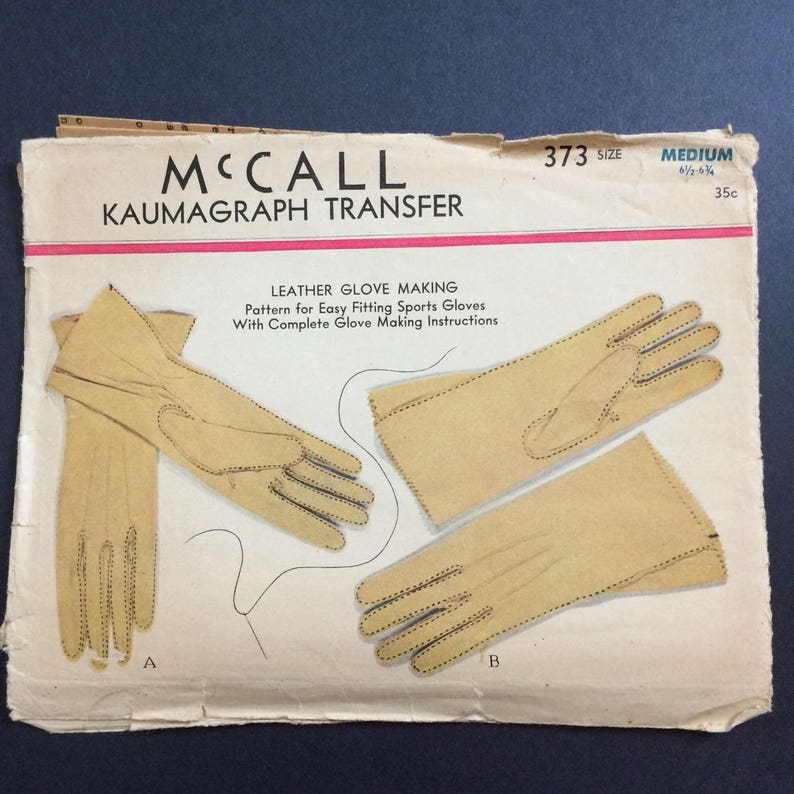 McCALL
KAUMAGRAPH TRANSFER
373 SIZE
MEDIUM
6½-6¾
35c
LEATHER GLOVE MAKING
Pattern for Easy Fitting Sports Gloves
With Complete Glove Making Instructions
A
B